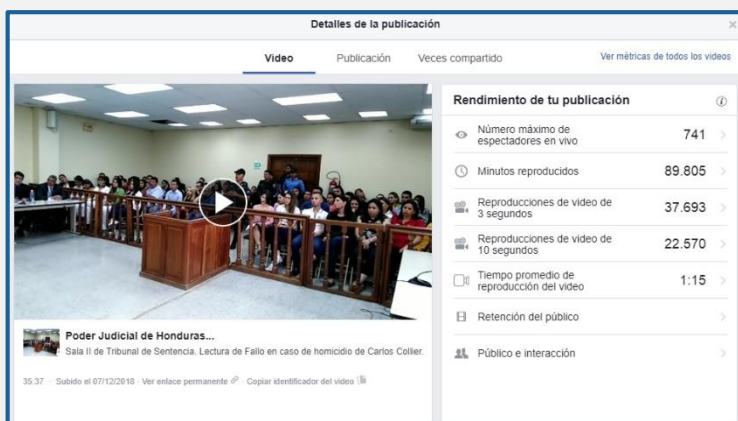 Detalles de la publicación
Video Publicación Veces compartido Ver métricas de todos los videos
Poder Judicial de Honduras...
Sala II de Tribunal de Sentencia. Lectura de Fallo en caso de homicidio de Carlos Collier.
35:37 · Subido el 07/12/2018 · Ver enlace permanente · Copiar identificador del video
Rendimiento de tu publicación
Número máximo de
espectadores en vivo 741
Minutos reproducidos 89.805
Reproducciones de video de
3 segundos 37.693
Reproducciones de video de
10 segundos 22.570
Tiempo promedio de
reproducción del video 1:15
Retención del público
Público e interacción